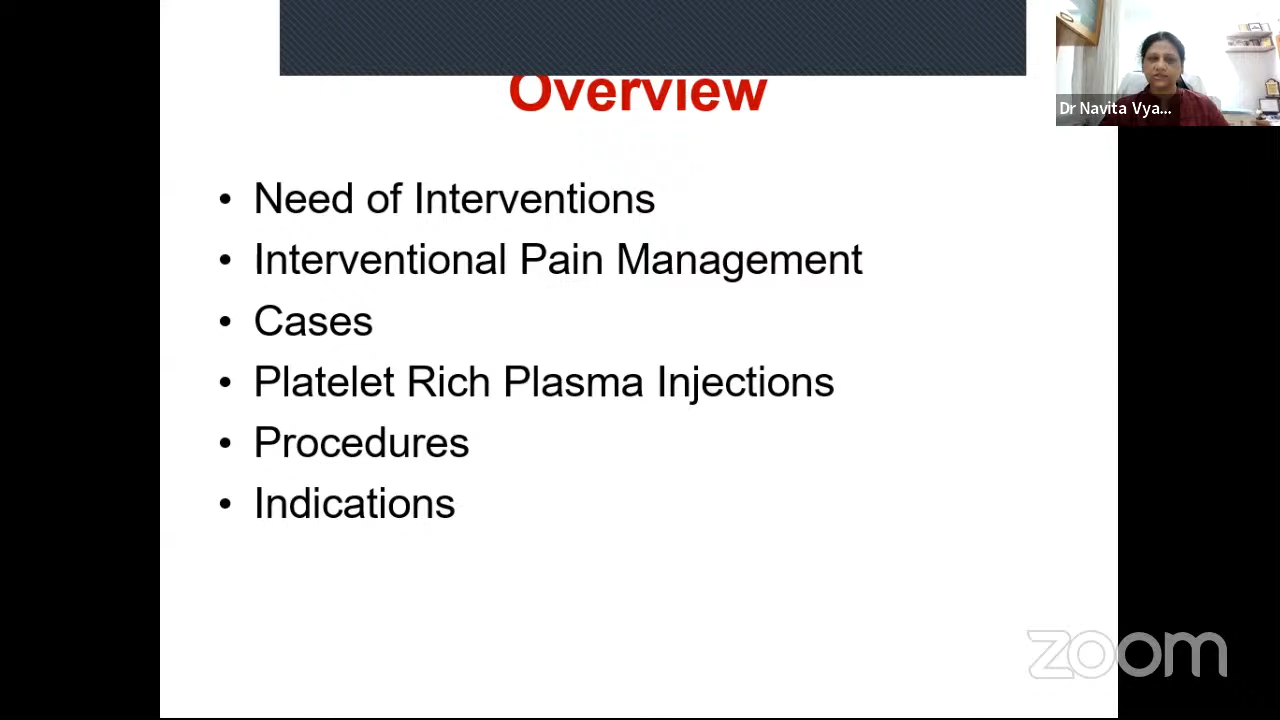 Overview
Dr Navita Vya...
• Need of Interventions
• Interventional Pain Management
• Cases
• Platelet Rich Plasma Injections
• Procedures
• Indications
zoom